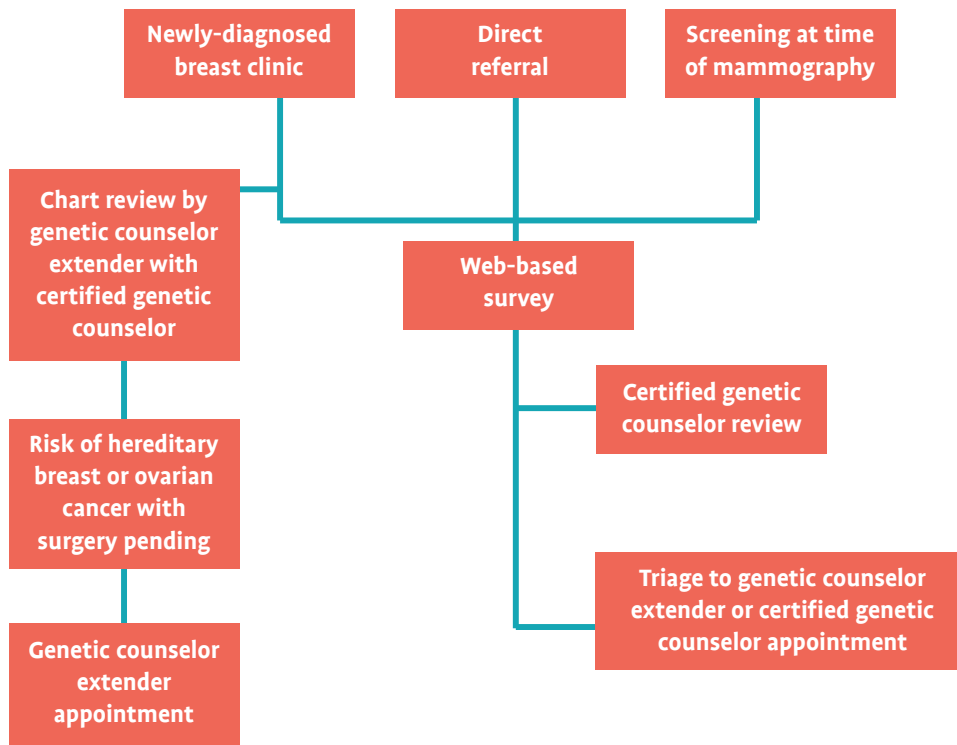 Newly-diagnosed
breast clinic
Direct
referral
Screening at time
of mammography
Chart review by
genetic counselor
extender with
certified genetic
counselor
Web-based
survey
Certified genetic
counselor review
Risk of hereditary
breast or ovarian
cancer with
surgery pending
Triage to genetic counselor
extender or certified genetic
counselor appointment
Genetic counselor
extender
appointment